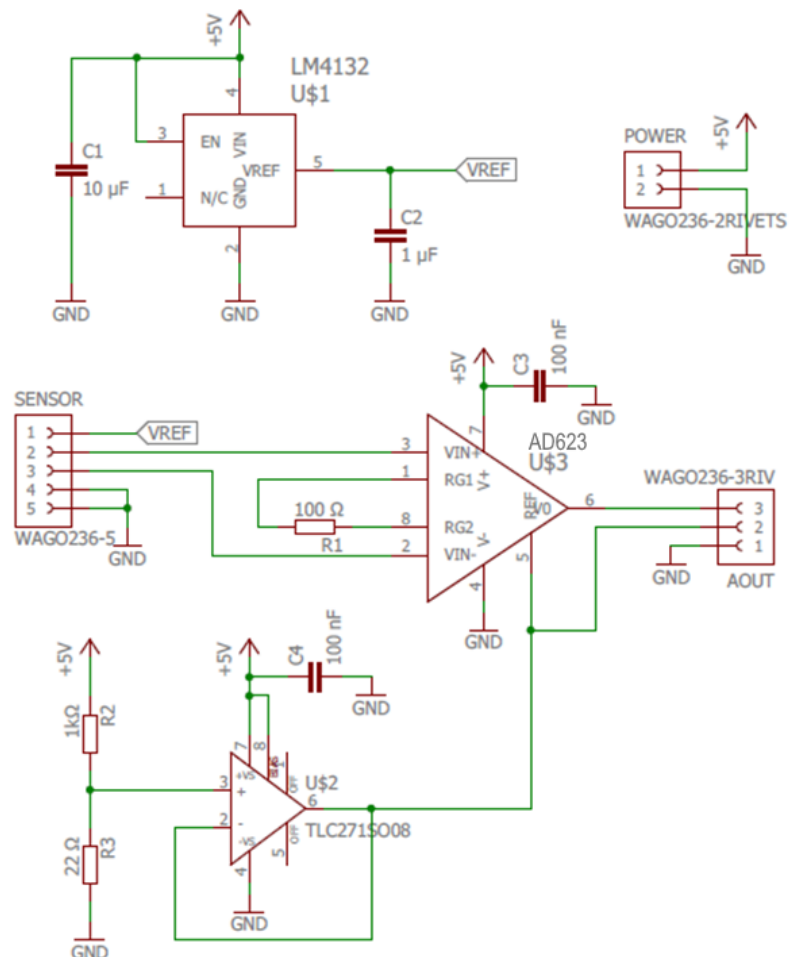 +5V
LM4132
U$1
4
3
EN
VIN
VREF
5
VREF
1
N/C
GND
2
C1
10 µF
C2
1 µF
GND
GND
GND
POWER
+5V
1
2
WAGO236-2RIVETS
GND
SENSOR
1
2
3
4
5
VREF
WAGO236-5
GND
+5V
C3
100 nF
GND
7
AD623
U$3
3
VIN+
V+
1
RG1
100 Ω
R1
8
RG2
2
VIN-
V-
REF
V0
6
5
4
GND
WAGO236-3RIV
3
2
1
GND
AOUT
+5V
R2
1kΩ
R3
22 Ω
GND
+5V
C4
100 nF
GND
7
8
1
+VS
OFF
U$2
3
+
2
-
6
TLC271SO08
-VS
OFF
4
5
GND